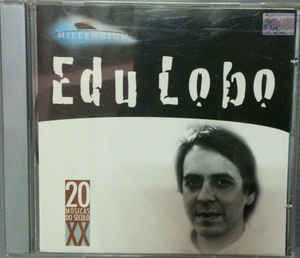 MILLENNIUM
Edu Lobo
20
MÚSICAS
DO SÉCULO
XX